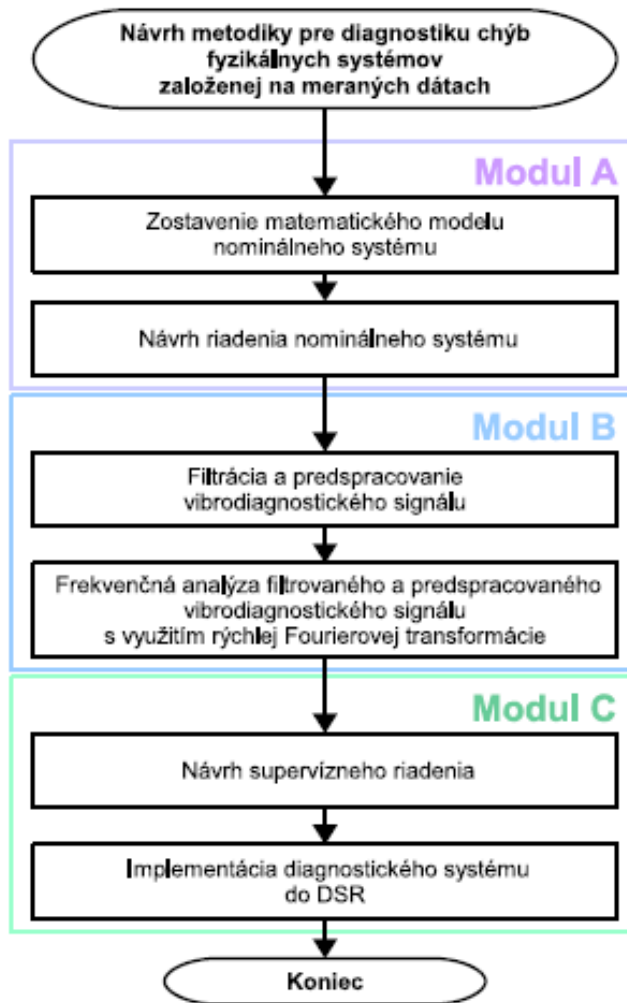 Návrh metodiky pre diagnostiku chýb
fyzikálnych systémov
založenej na meraných dátach
Modul A
Zostavenie matematického modelu
nominálneho systému
Návrh riadenia nominálneho systému
Modul B
Filtrácia a predspracovanie
vibrodiagnostického signálu
Frekvenčná analýza filtrovaného a predspracovaného
vibrodiagnostického signálu
s využitím rýchlej Fourierovej transformácie
Modul C
Návrh supervízneho riadenia
Implementácia diagnostického systému
do DSR
Koniec